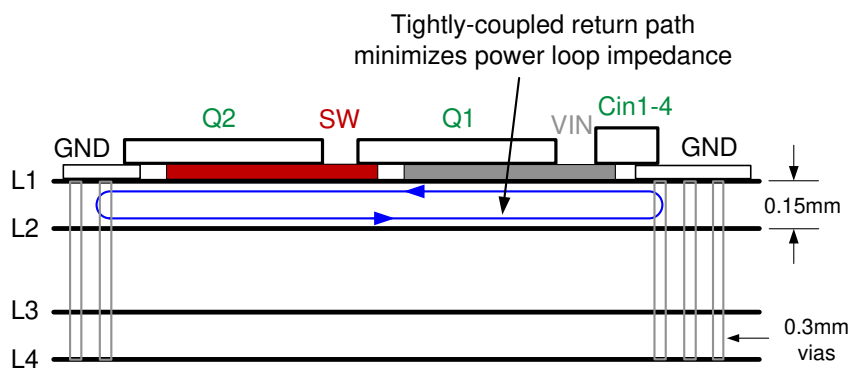 Tightly-coupled return path
minimizes power loop impedance
Q2
SW
Q1
VIN
Cin1-4
GND
GND
L1
0.15mm
L2
L3
0.3mm
vias
L4